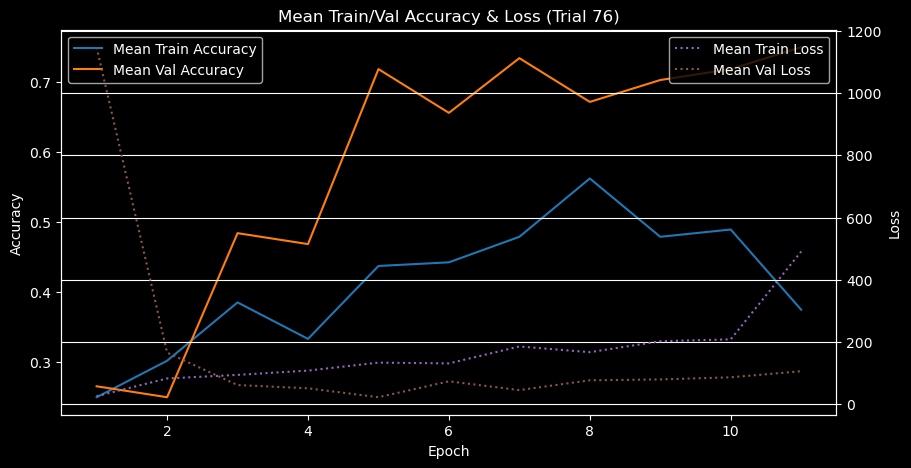 Mean Train/Val Accuracy & Loss (Trial 76)
Mean Train Accuracy
Mean Val Accuracy
Mean Train Loss
Mean Val Loss
Accuracy
0.7
0.6
0.5
0.4
0.3
Loss
1200
1000
800
600
400
200
0
2
4
6
8
10
Epoch